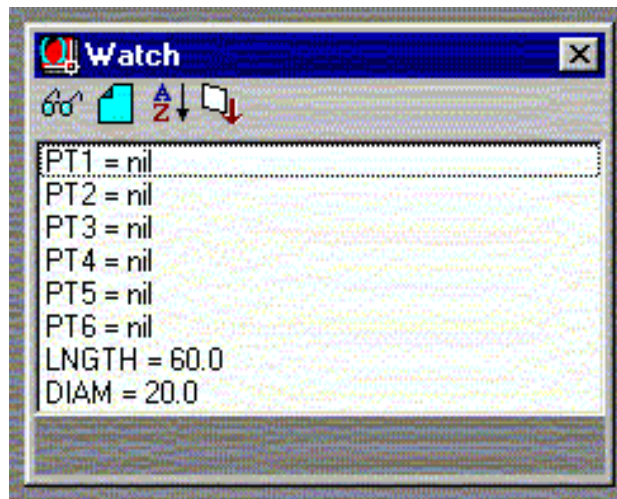 Watch
PT1 = nil
PT2 = nil
PT3 = nil
PT4 = nil
PT5 = nil
PT6 = nil
LNGTH = 60.0
DIAM = 20.0